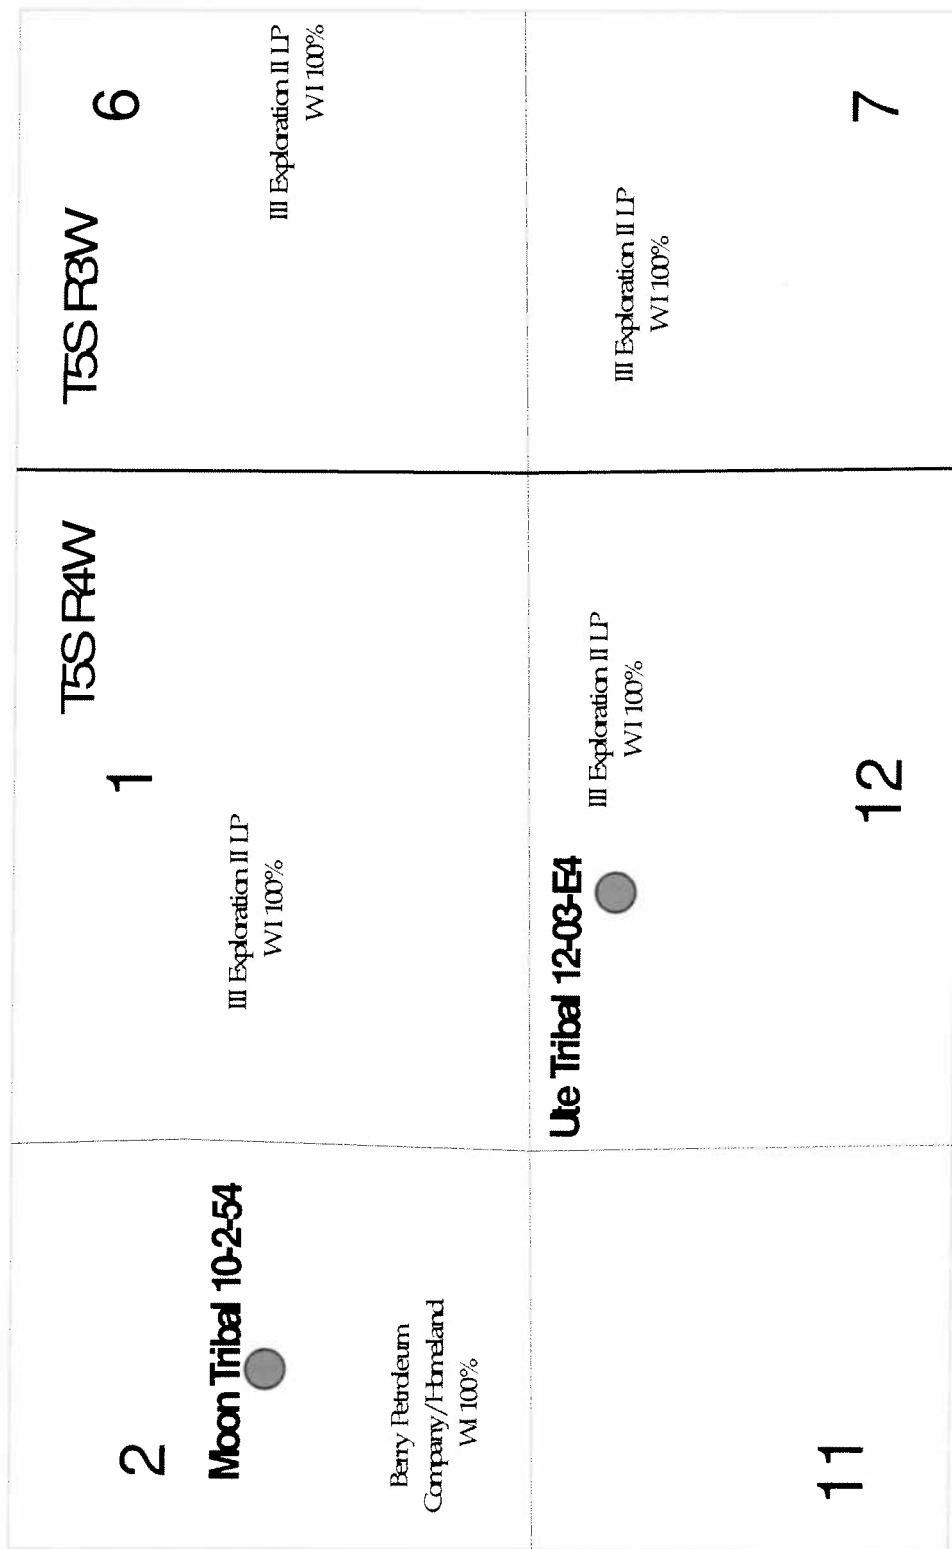 T5S R4W
T5S R3W
2
1
6
Moon Tribal 10-2-54
III Exploration II LP
WI 100%
III Exploration II LP
WI 100%
Berry Petroleum
Company/Homeland
WI 100%
Ute Tribal 12-03-E4
III Exploration II LP
WI 100%
III Exploration II LP
WI 100%
11
12
7